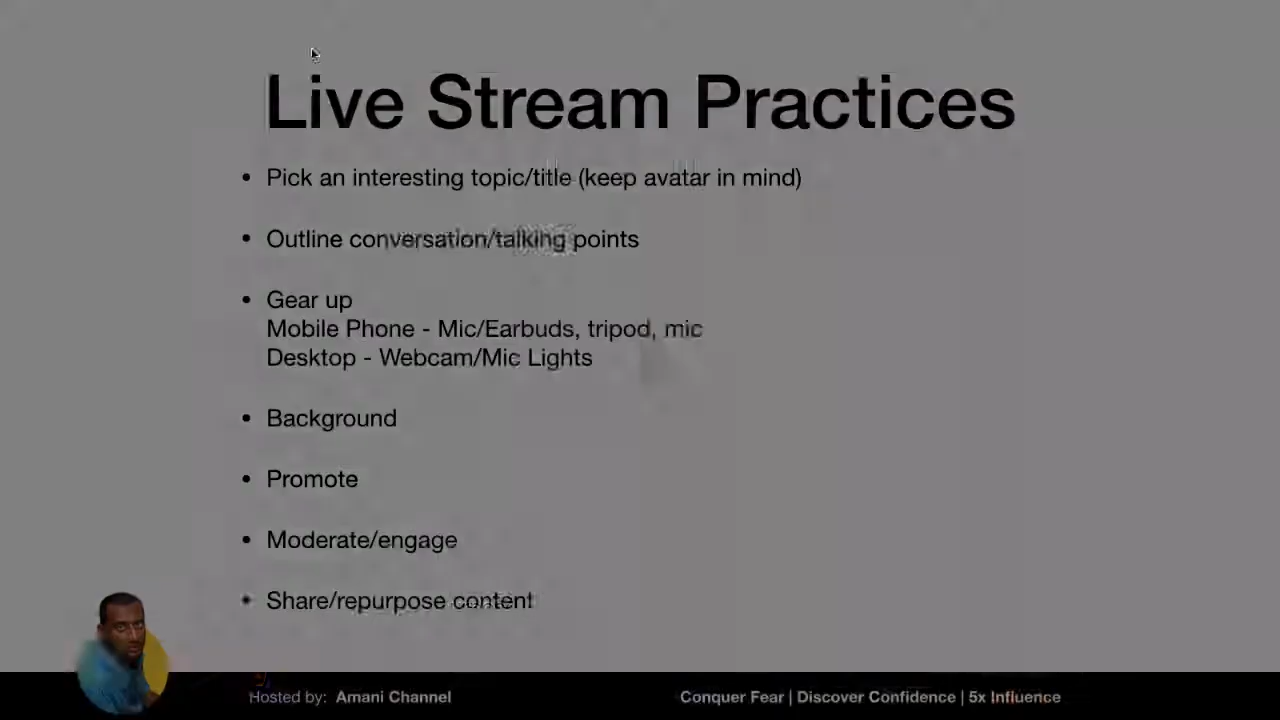 Live Stream Practices
• Pick an interesting topic/title (keep avatar in mind)
• Outline conversation/talking points
• Gear up
Mobile Phone - Mic/Earbuds, tripod, mic
Desktop - Webcam/Mic Lights
• Background
• Promote
• Moderate/engage
• Share/repurpose content
Hosted by: Amani Channel
Conquer Fear | Discover Confidence | 5x Influence